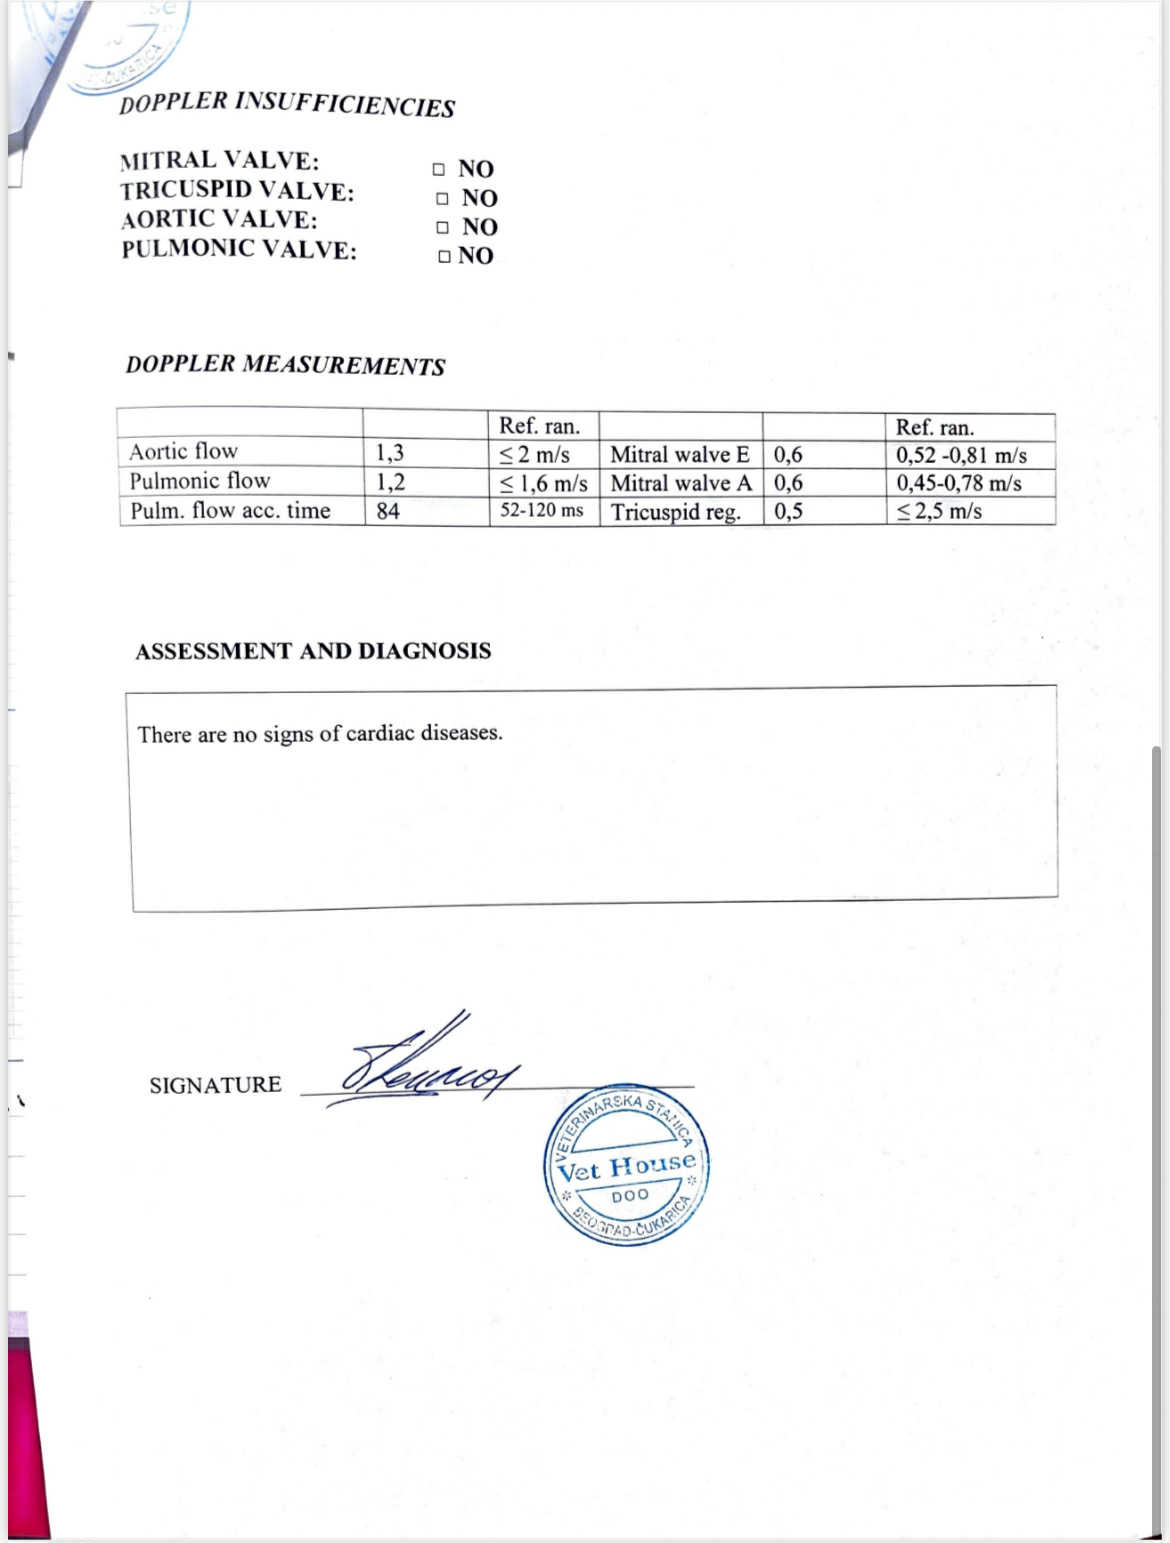 se
ČUKARICA
DOPPLER INSUFFICIENCIES
MITRAL VALVE: □ NO
TRICUSPID VALVE: □ NO
AORTIC VALVE: □ NO
PULMONIC VALVE: □ NO
DOPPLER MEASUREMENTS
Ref. ran. Ref. ran.
Aortic flow 1,3 ≤ 2 m/s Mitral walve E 0,6 0,52 -0,81 m/s
Pulmonic flow 1,2 ≤ 1,6 m/s Mitral walve A 0,6 0,45-0,78 m/s
Pulm. flow acc. time 84 52-120 ms Tricuspid reg. 0,5 ≤ 2,5 m/s
ASSESSMENT AND DIAGNOSIS
There are no signs of cardiac diseases.
SIGNATURE
VETERINARSKA STANICA
Vet House
DOO
BEOGRAD-ČUKARICA